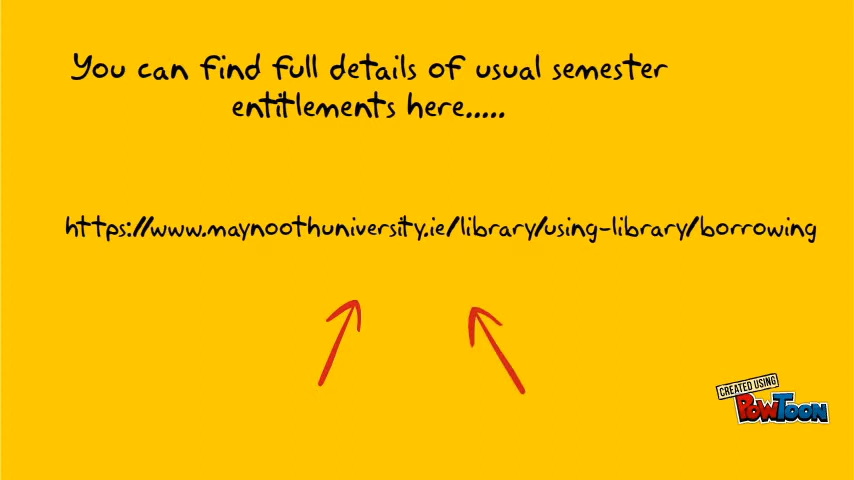 You can find full details of usual semester
entitlements here.....
https://www.maynoothuniversity.ie/library/using-library/borrowing
CREATED USING
POWTOON